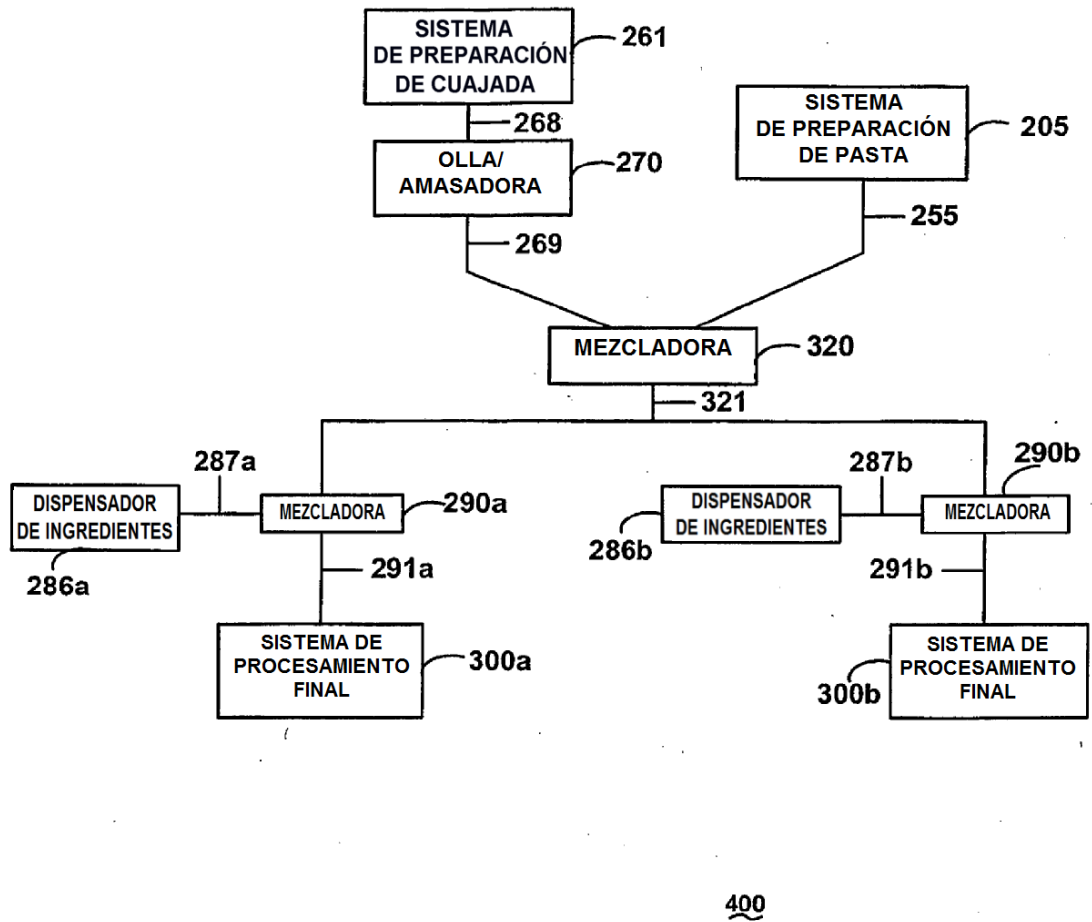 SISTEMA
DE PREPARACIÓN
DE CUAJADA
261
268
OLLA/
AMASADORA
270
269
SISTEMA
DE PREPARACIÓN
DE PASTA
205
255
MEZCLADORA
320
321
287a
DISPENSADOR
DE INGREDIENTES
286a
MEZCLADORA
290a
291a
SISTEMA DE
PROCESAMIENTO
FINAL
300a
287b
290b
DISPENSADOR
DE INGREDIENTES
286b
MEZCLADORA
291b
SISTEMA DE
PROCESAMIENTO
FINAL
300b
400